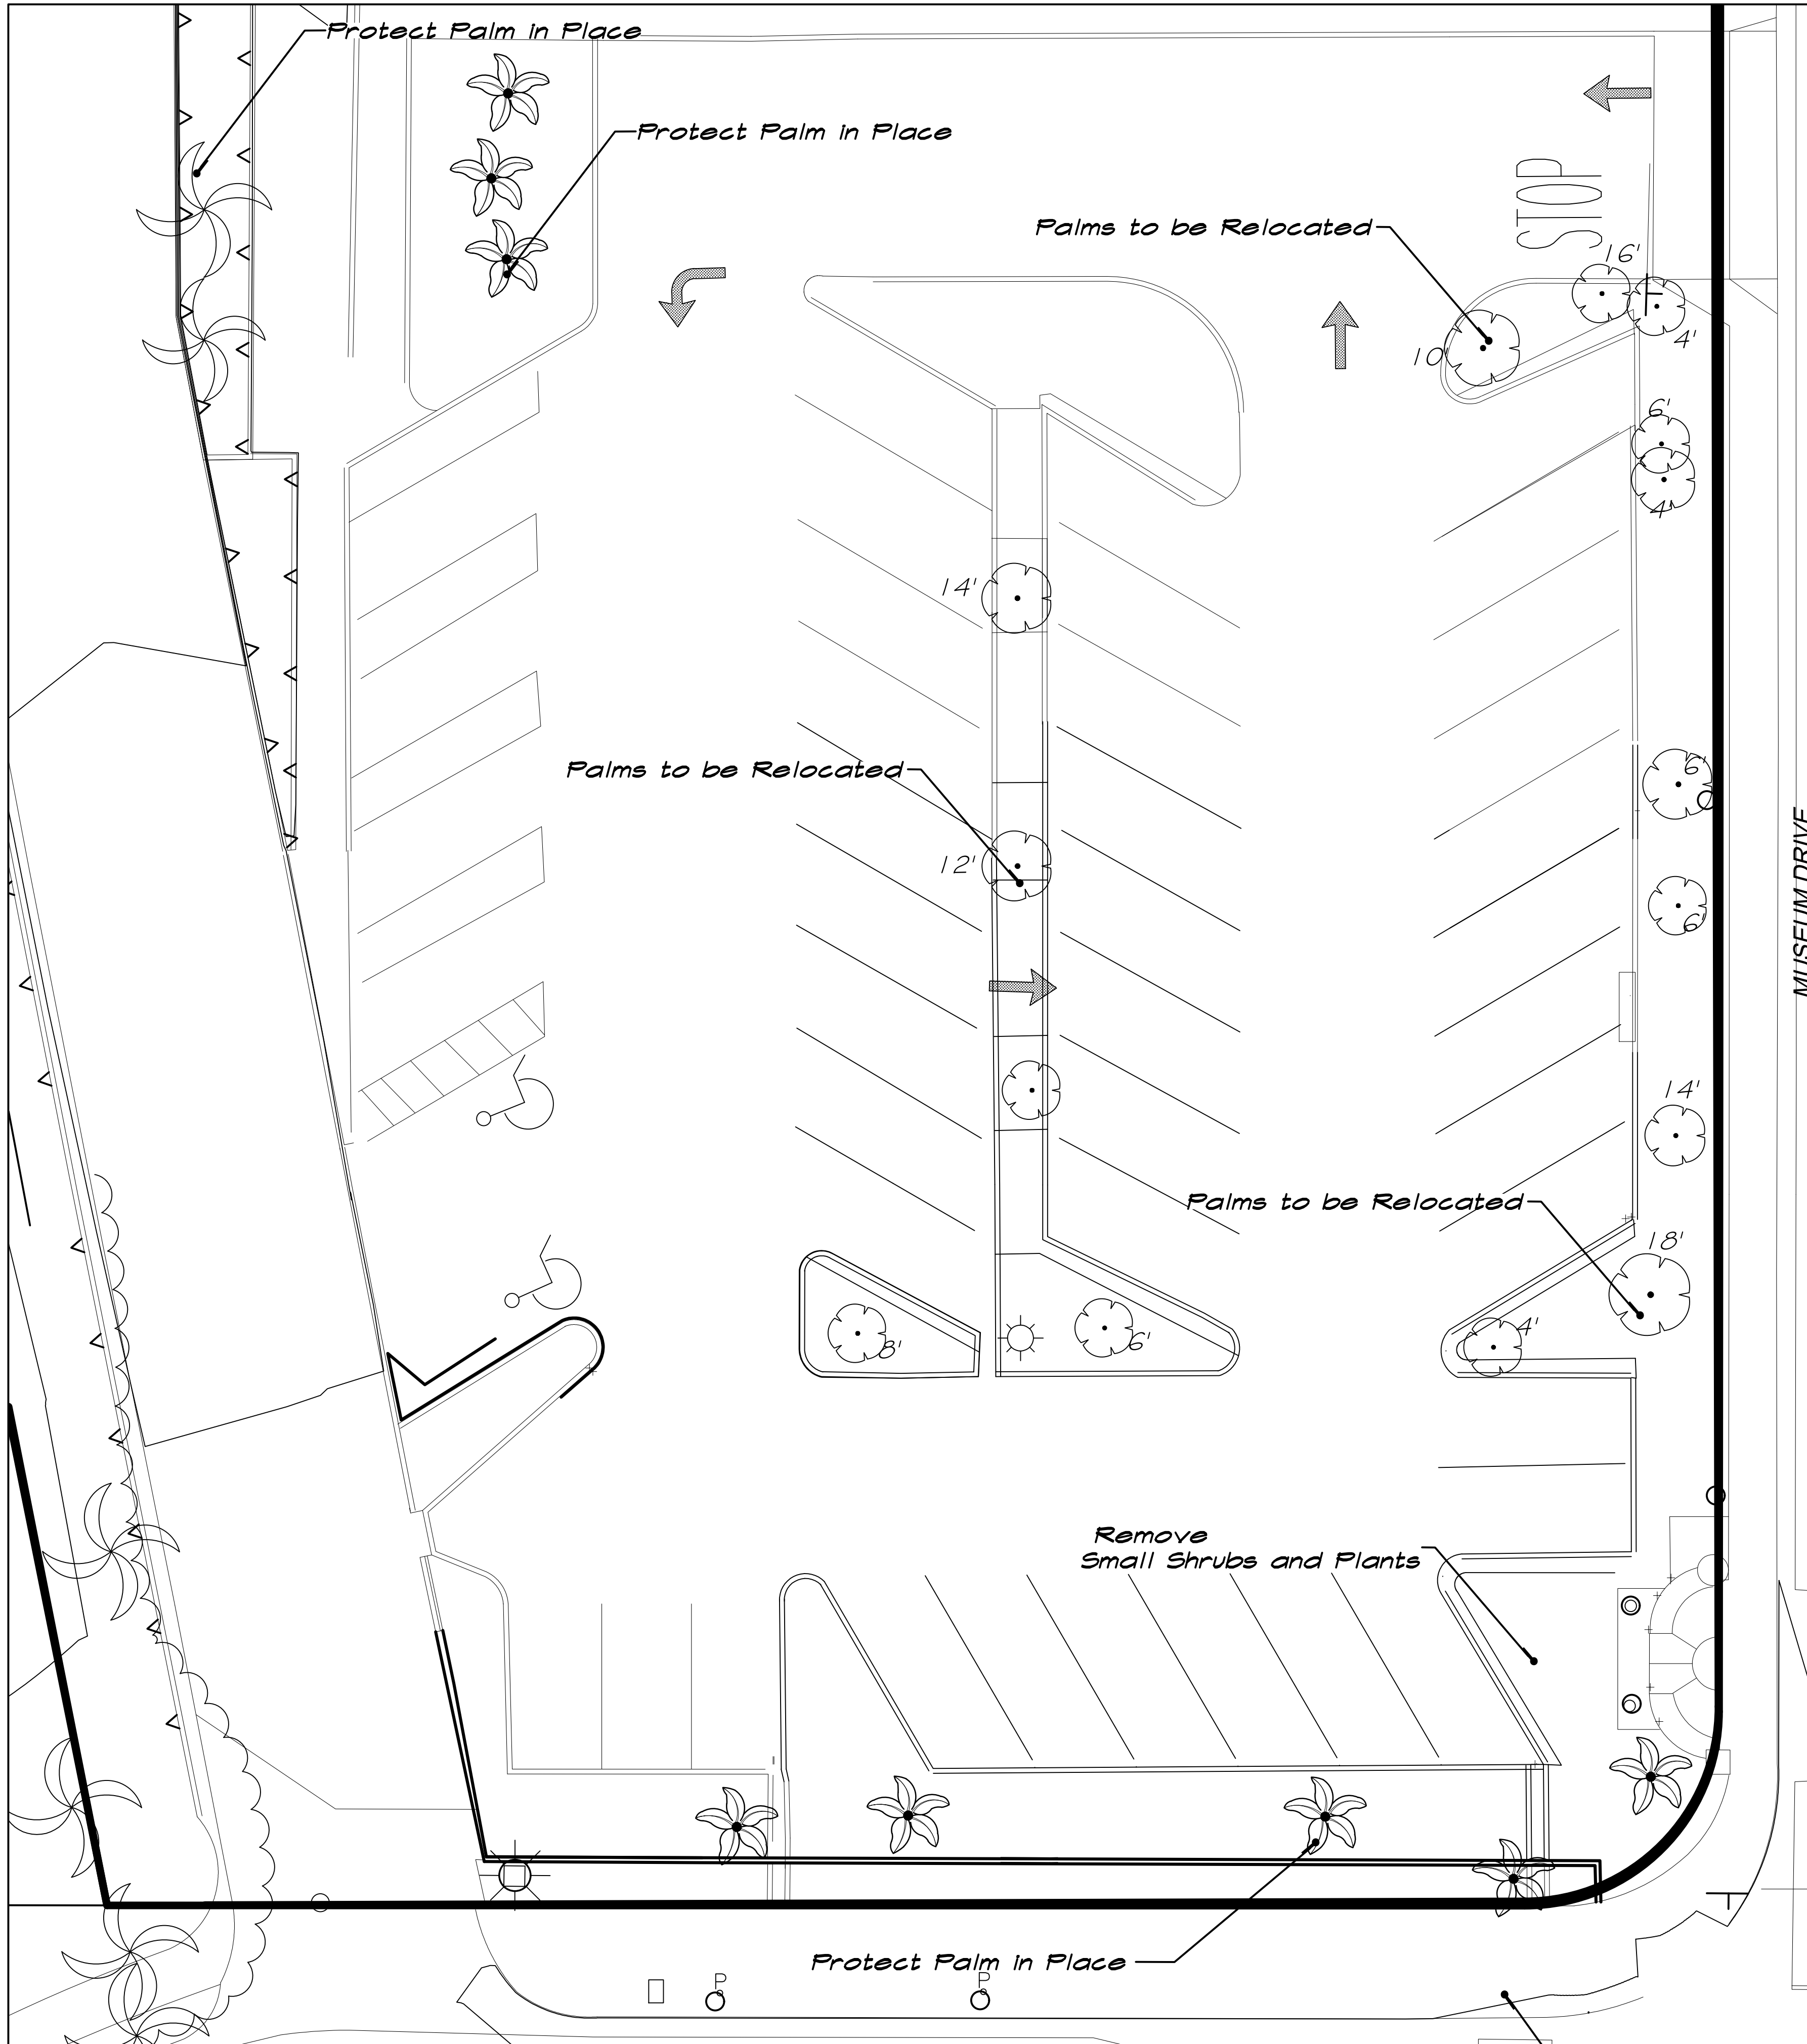 Protect Palm in Place
Protect Palm in Place
STOP
Palms to be Relocated
16'
4'
10'
6'
4'
14'
Palms to be Relocated
6'
12'
MUSEUM DRIVE
6'
14'
Palms to be Relocated
18'
4'
8'
6'
Remove
Small Shrubs and Plants
Protect Palm in Place
P
P